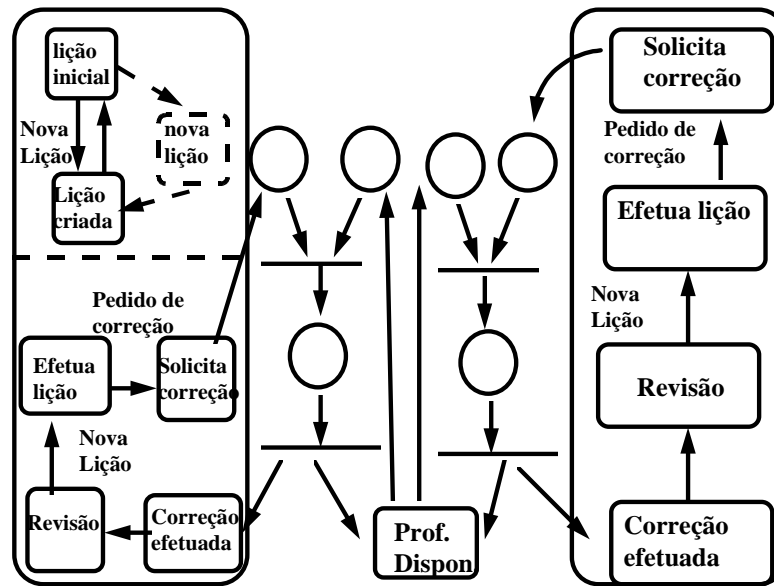 lição
inicial
Nova
Lição
nova
lição
Lição
criada
Pedido de
correção
Efetua
lição
Solicita
correção
Nova
Lição
Revisão
Correção
efetuada
Prof.
Dispon
Solicita
correção
Pedido de
correção
Efetua lição
Nova
Lição
Revisão
Correção
efetuada